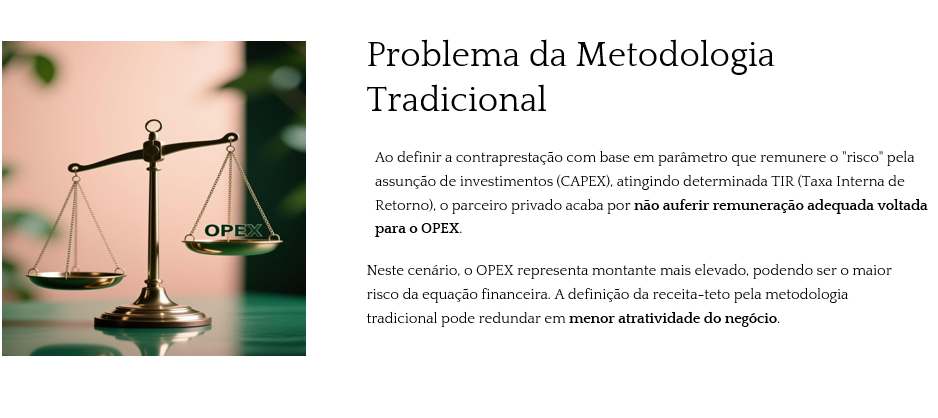 Problema da Metodologia
Tradicional
Ao definir a contraprestação com base em parâmetro que remunere o "risco" pela
assunção de investimentos (CAPEX), atingindo determinada TIR (Taxa Interna de
Retorno), o parceiro privado acaba por não auferir remuneração adequada voltada
para o OPEX.
OPEX
Neste cenário, o OPEX representa montante mais elevado, podendo ser o maior
risco da equação financeira. A definição da receita-teto pela metodologia
tradicional pode redundar em menor atratividade do negócio.